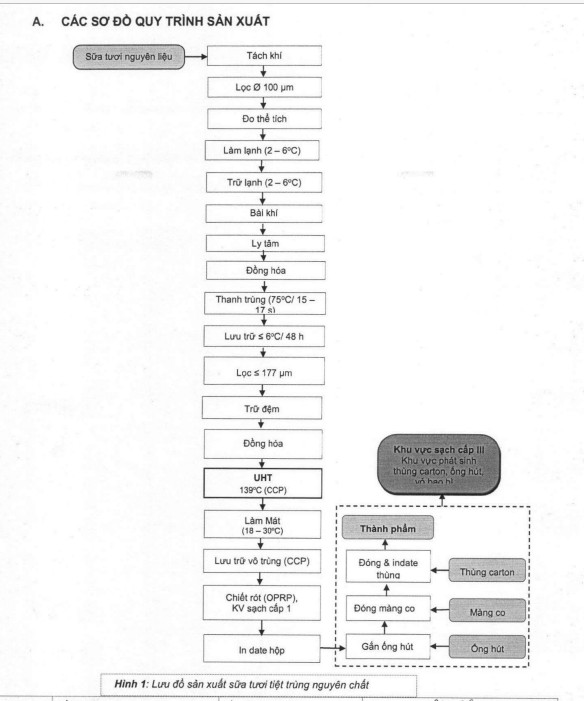 A. CÁC SƠ ĐỒ QUY TRÌNH SẢN XUẤT
Sữa tươi nguyên liệu
Tách khí
Lọc Ø 100 µm
Đo thể tích
Làm lạnh (2 – 6ºC)
Trữ lạnh (2 – 6ºC)
Bài khí
Ly tâm
Đồng hóa
Thanh trùng (75ºC/ 15 –
17 s)
Lưu trữ ≤ 6ºC/ 48 h
Lọc ≤ 177 µm
Trữ đệm
Đồng hóa
UHT
139ºC (CCP)
Làm Mát
(18 – 30ºC)
Lưu trữ vô trùng (CCP)
Chiết rót (OPRP),
KV sạch cấp 1
In date hộp
Gắn ống hút
Ống hút
Đóng màng co
Màng co
Đóng & indate
thùng
Thùng carton
Thành phẩm
Khu vực sạch cấp III
Khu vực phát sinh
thùng carton, ống hút,
vỏ bao bì
Hình 1: Lưu đồ sản xuất sữa tươi tiệt trùng nguyên chất